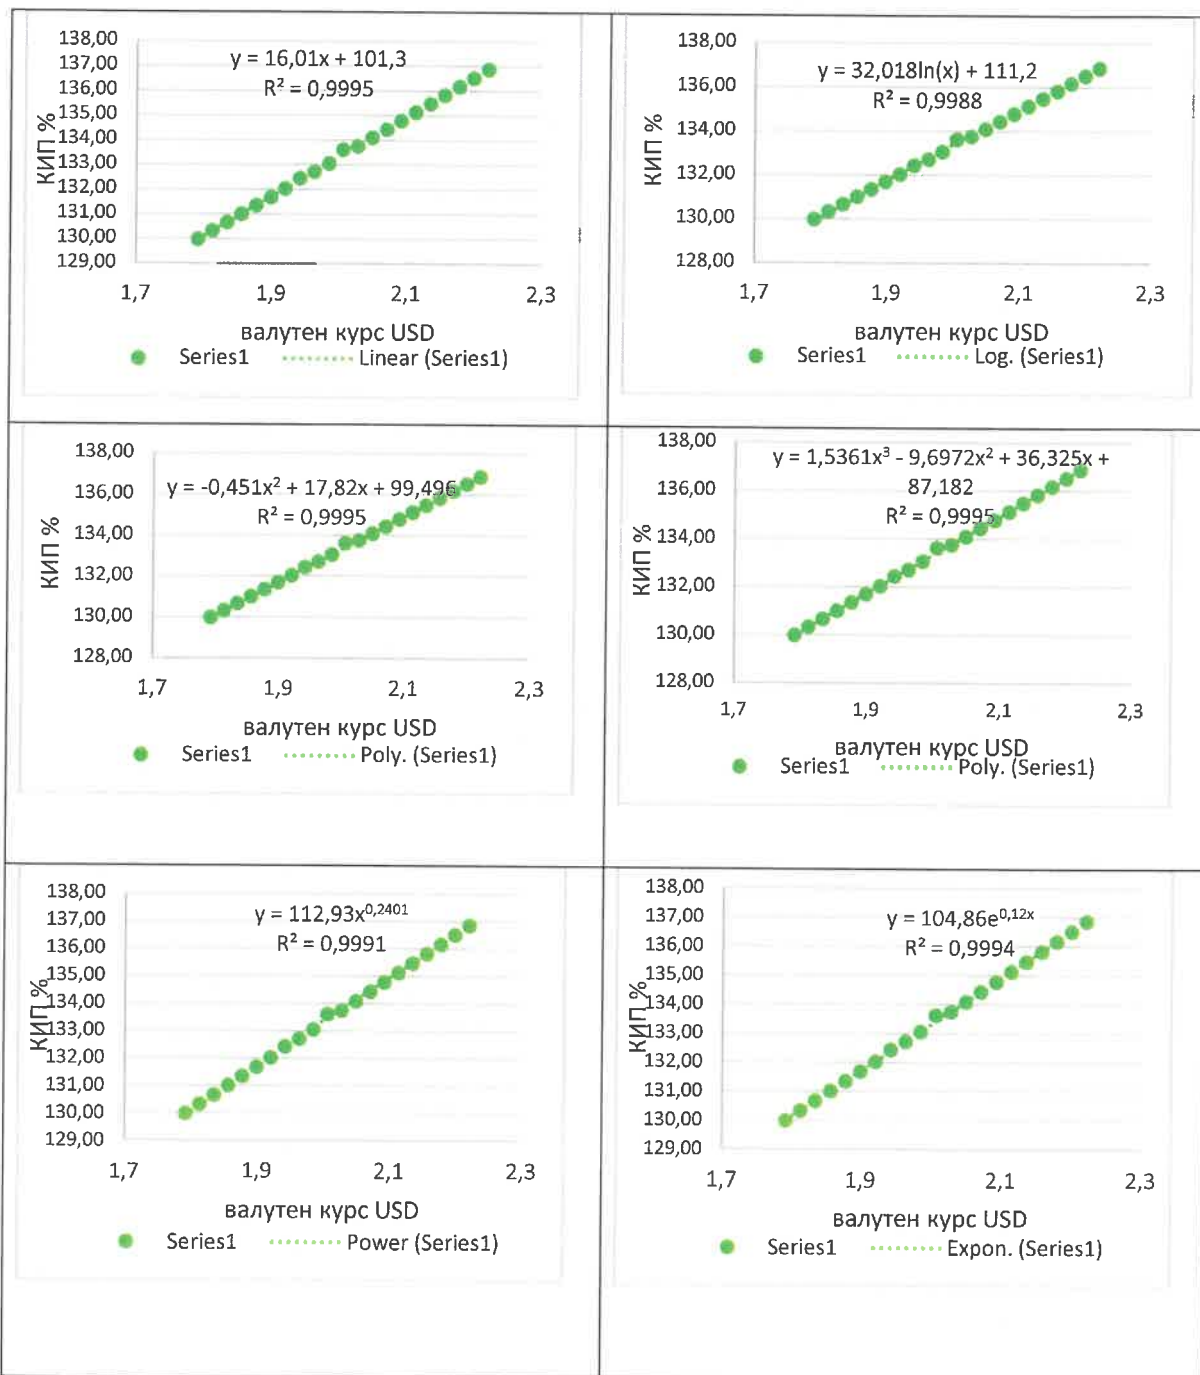 138,00
137,00
136,00
135,00
134,00
133,00
132,00
131,00
130,00
129,00
КИП %
y = 16,01x + 101,3
R² = 0,9995
1,7 1,9 2,1 2,3
валутен курс USD
Series1 Linear (Series1)
138,00
136,00
134,00
132,00
130,00
128,00
КИП %
y = 32,018ln(x) + 111,2
R² = 0,9988
1,7 1,9 2,1 2,3
валутен курс USD
Series1 Log. (Series1)
138,00
136,00
134,00
132,00
130,00
128,00
КИП %
y = -0,451x² + 17,82x + 99,496
R² = 0,9995
1,7 1,9 2,1 2,3
валутен курс USD
Series1 Poly. (Series1)
138,00
136,00
134,00
132,00
130,00
128,00
КИП %
y = 1,5361x³ - 9,6972x² + 36,325x +
87,182
R² = 0,9995
1,7 1,9 2,1 2,3
валутен курс USD
Series1 Poly. (Series1)
138,00
137,00
136,00
135,00
134,00
133,00
132,00
131,00
130,00
129,00
КИП %
y = 112,93x^0,2401
R² = 0,9991
1,7 1,9 2,1 2,3
валутен курс USD
Series1 Power (Series1)
138,00
137,00
136,00
135,00
134,00
133,00
132,00
131,00
130,00
129,00
КИП %
y = 104,86e^0,12x
R² = 0,9994
1,7 1,9 2,1 2,3
валутен курс USD
Series1 Expon. (Series1)